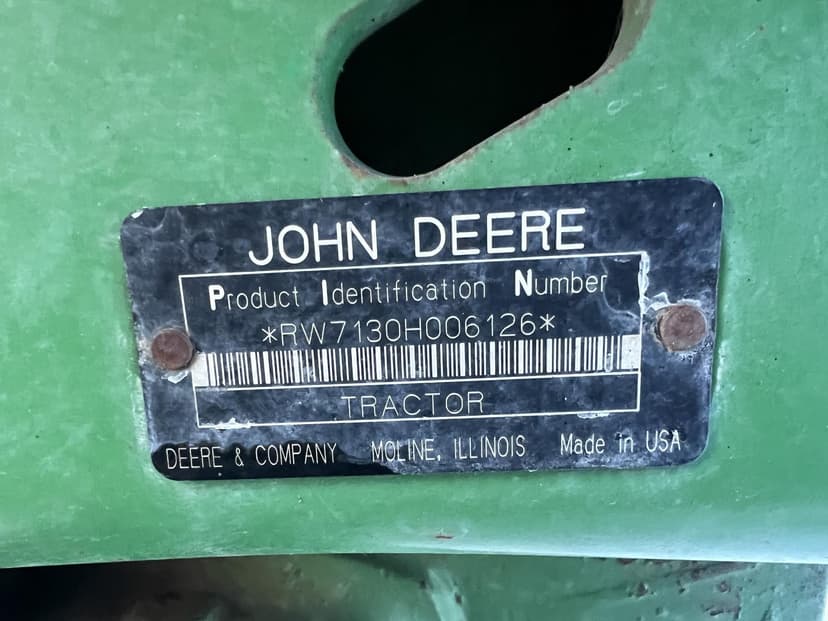 JOHN DEERE
Product Identification Number
*RW7130H006126*
TRACTOR
DEERE & COMPANY MOLINE, ILLINOIS Made in USA